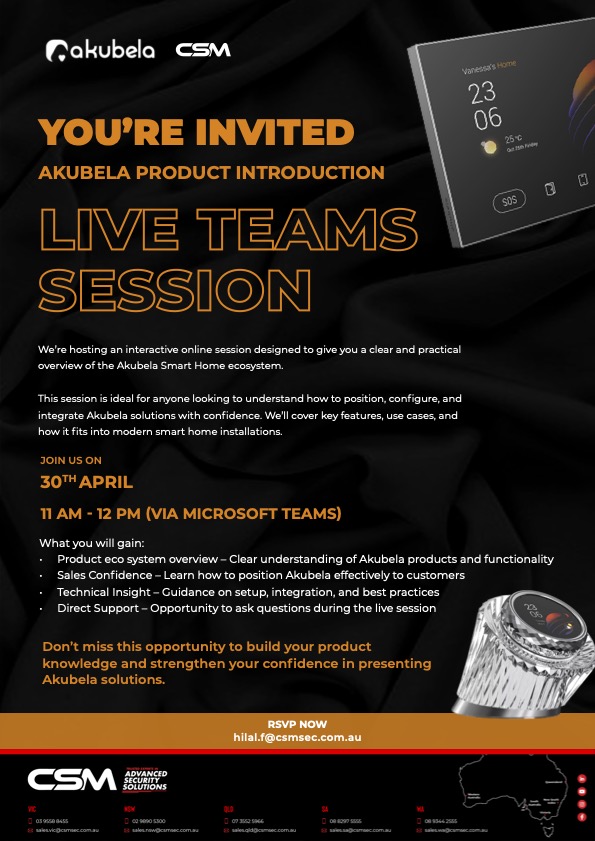 akubela CSM
Vanessa's Home
23
06
25 °C
SOS
YOU'RE INVITED
AKUBELA PRODUCT INTRODUCTION
LIVE TEAMS
SESSION
We're hosting an interactive online session designed to give you a clear and practical
overview of the Akubela Smart Home ecosystem.
This session is ideal for anyone looking to understand how to position, configure, and
integrate Akubela solutions with confidence. We'll cover key features, use cases, and
how it fits into modern smart home installations.
JOIN US ON
30TH APRIL
11 AM - 12 PM (VIA MICROSOFT TEAMS)
What you will gain:
• Product eco system overview – Clear understanding of Akubela products and functionality
• Sales Confidence – Learn how to position Akubela effectively to customers
• Technical Insight – Guidance on setup, integration, and best practices
• Direct Support – Opportunity to ask questions during the live session
23
06
Don't miss this opportunity to build your product
knowledge and strengthen your confidence in presenting
Akubela solutions.
RSVP NOW
hilal.f@csmsec.com.au
CSM
ADVANCED
SECURITY
SOLUTIONS
VIC NSW QLD SA WA
03 9558 8455 02 9890 5300 07 3552 5966 08 8297 5555 08 9344 2555
sales.vic@csmsec.com.au sales.nsw@csmsec.com.au sales.qld@csmsec.com.au sales.sa@csmsec.com.au sales.wa@csmsec.com.au